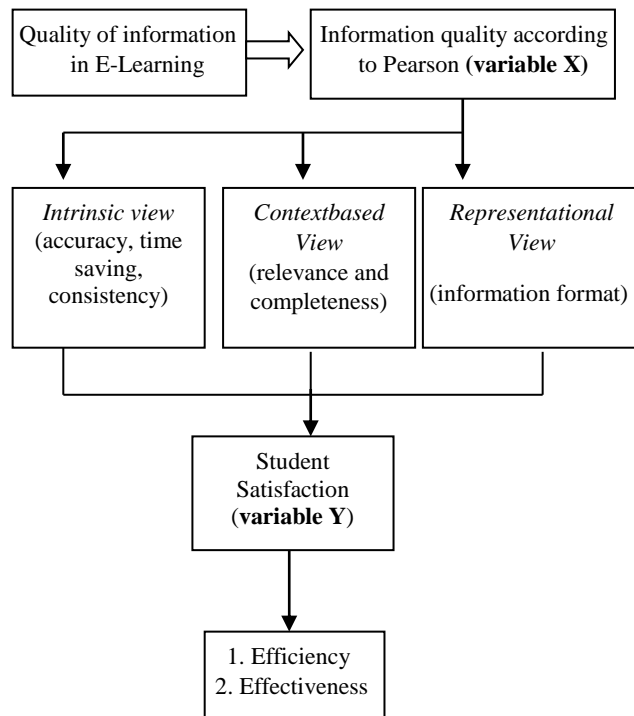 Quality of information
in E-Learning
Information quality according
to Pearson (variable X)
Intrinsic view
(accuracy, time
saving,
consistency)
Contextbased
View
(relevance and
completeness)
Representational
View
(information format)
Student
Satisfaction
(variable Y)
1. Efficiency
2. Effectiveness